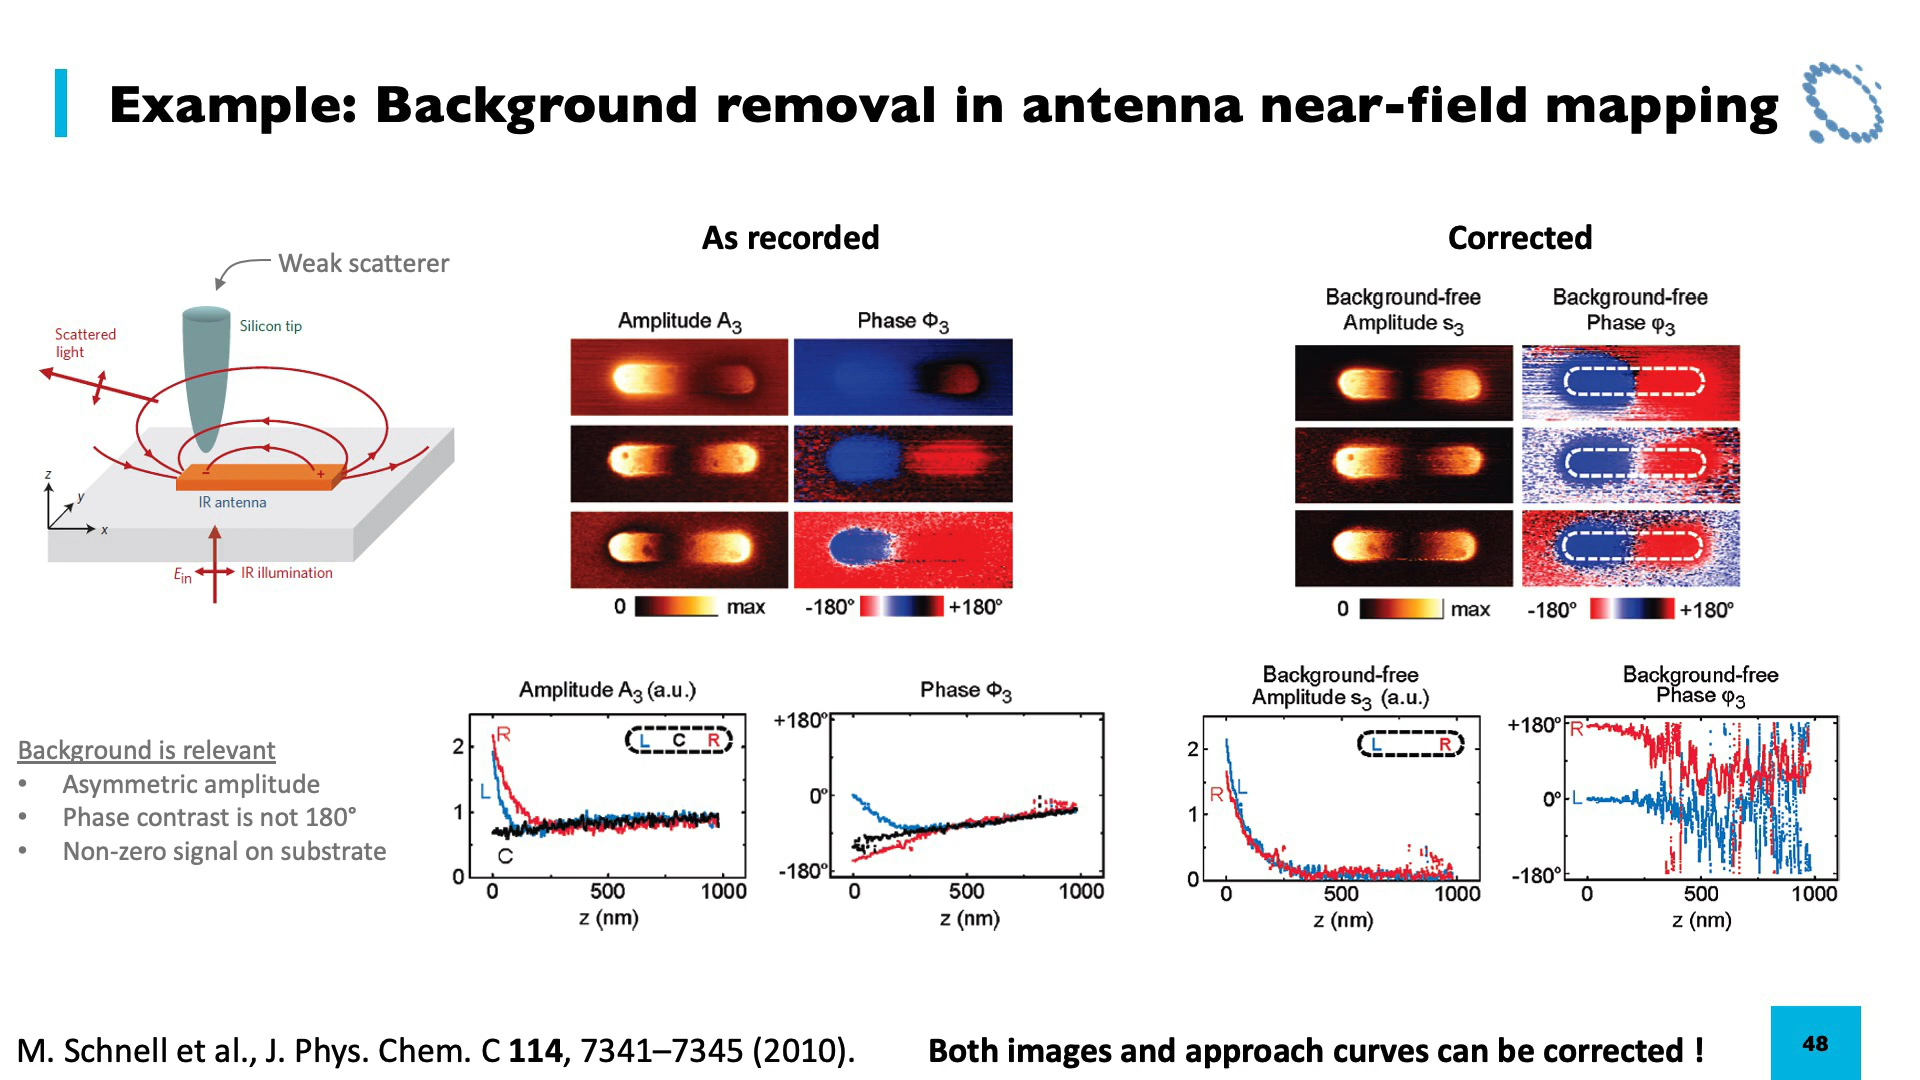 Example: Background removal in antenna near-field mapping
Weak scatterer
Silicon tip
Scattered
light
z
y
x
IR antenna
−
+
Ein
IR illumination
As recorded
Amplitude A3
Phase Φ3
0
max
-180°
+180°
Corrected
Background-free
Amplitude s3
Background-free
Phase φ3
0
max
-180°
+180°
Background is relevant
• Asymmetric amplitude
• Phase contrast is not 180°
• Non-zero signal on substrate
Amplitude A3 (a.u.)
2
1
0
R
L
C
L C R
0
500
1000
z (nm)
Phase Φ3
+180°
0°
-180°
0
500
1000
z (nm)
Background-free
Amplitude s3 (a.u.)
2
1
0
L
R
L R
0
500
1000
z (nm)
Background-free
Phase φ3
+180°
0°
-180°
R
L
0
500
1000
z (nm)
M. Schnell et al., J. Phys. Chem. C 114, 7341–7345 (2010).
Both images and approach curves can be corrected !
48